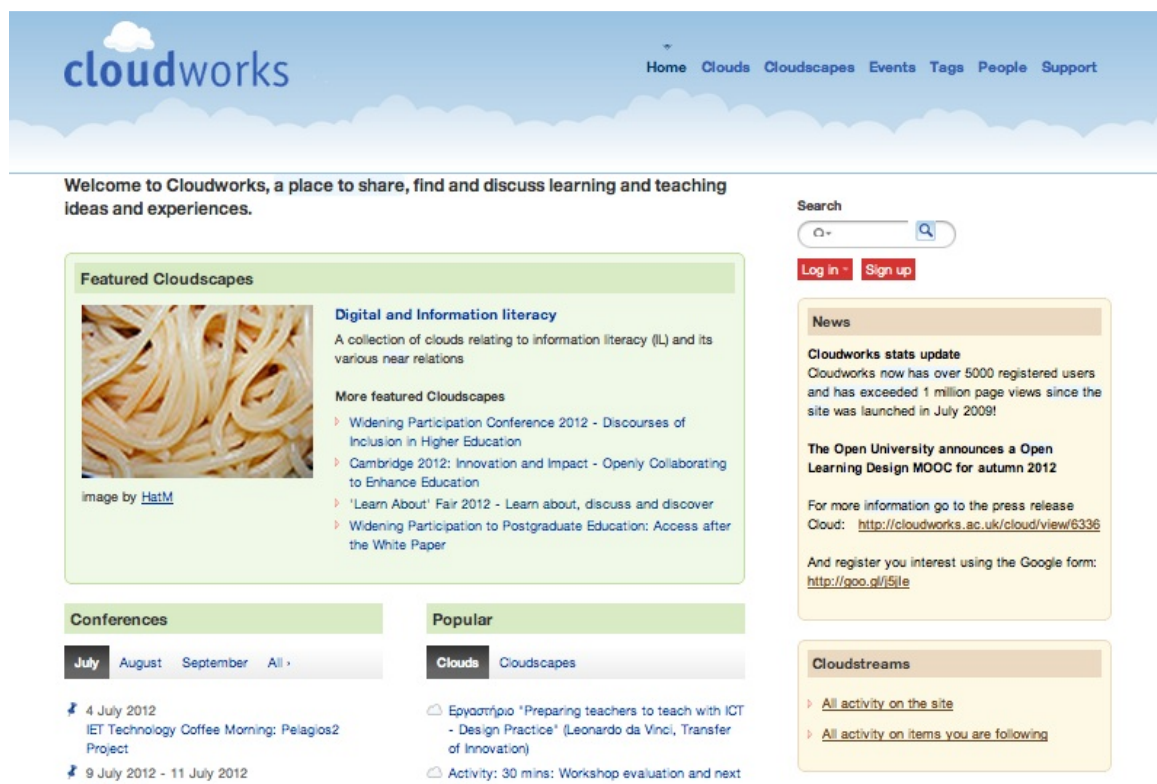 cloudworks
Home Clouds Cloudscapes Events Tags People Support
Welcome to Cloudworks, a place to share, find and discuss learning and teaching
ideas and experiences.
Featured Cloudscapes
image by HatM
Digital and Information literacy
A collection of clouds relating to information literacy (IL) and its
various near relations
More featured Cloudscapes
Widening Participation Conference 2012 - Discourses of
Inclusion in Higher Education
Cambridge 2012: Innovation and Impact - Openly Collaborating
to Enhance Education
'Learn About' Fair 2012 - Learn about, discuss and discover
Widening Participation to Postgraduate Education: Access after
the White Paper
Conferences
July August September All ›
4 July 2012
IET Technology Coffee Morning: Pelagios2
Project
9 July 2012 - 11 July 2012
Popular
Clouds Cloudscapes
Εργαστήριο "Preparing teachers to teach with ICT
- Design Practice" (Leonardo da Vinci, Transfer
of Innovation)
Activity: 30 mins: Workshop evaluation and next
Search
Log in Sign up
News
Cloudworks stats update
Cloudworks now has over 5000 registered users
and has exceeded 1 million page views since the
site was launched in July 2009!
The Open University announces a Open
Learning Design MOOC for autumn 2012
For more information go to the press release
Cloud: http://cloudworks.ac.uk/cloud/view/6336
And register you interest using the Google form:
http://goo.gl/j5jIe
Cloudstreams
All activity on the site
All activity on items you are following